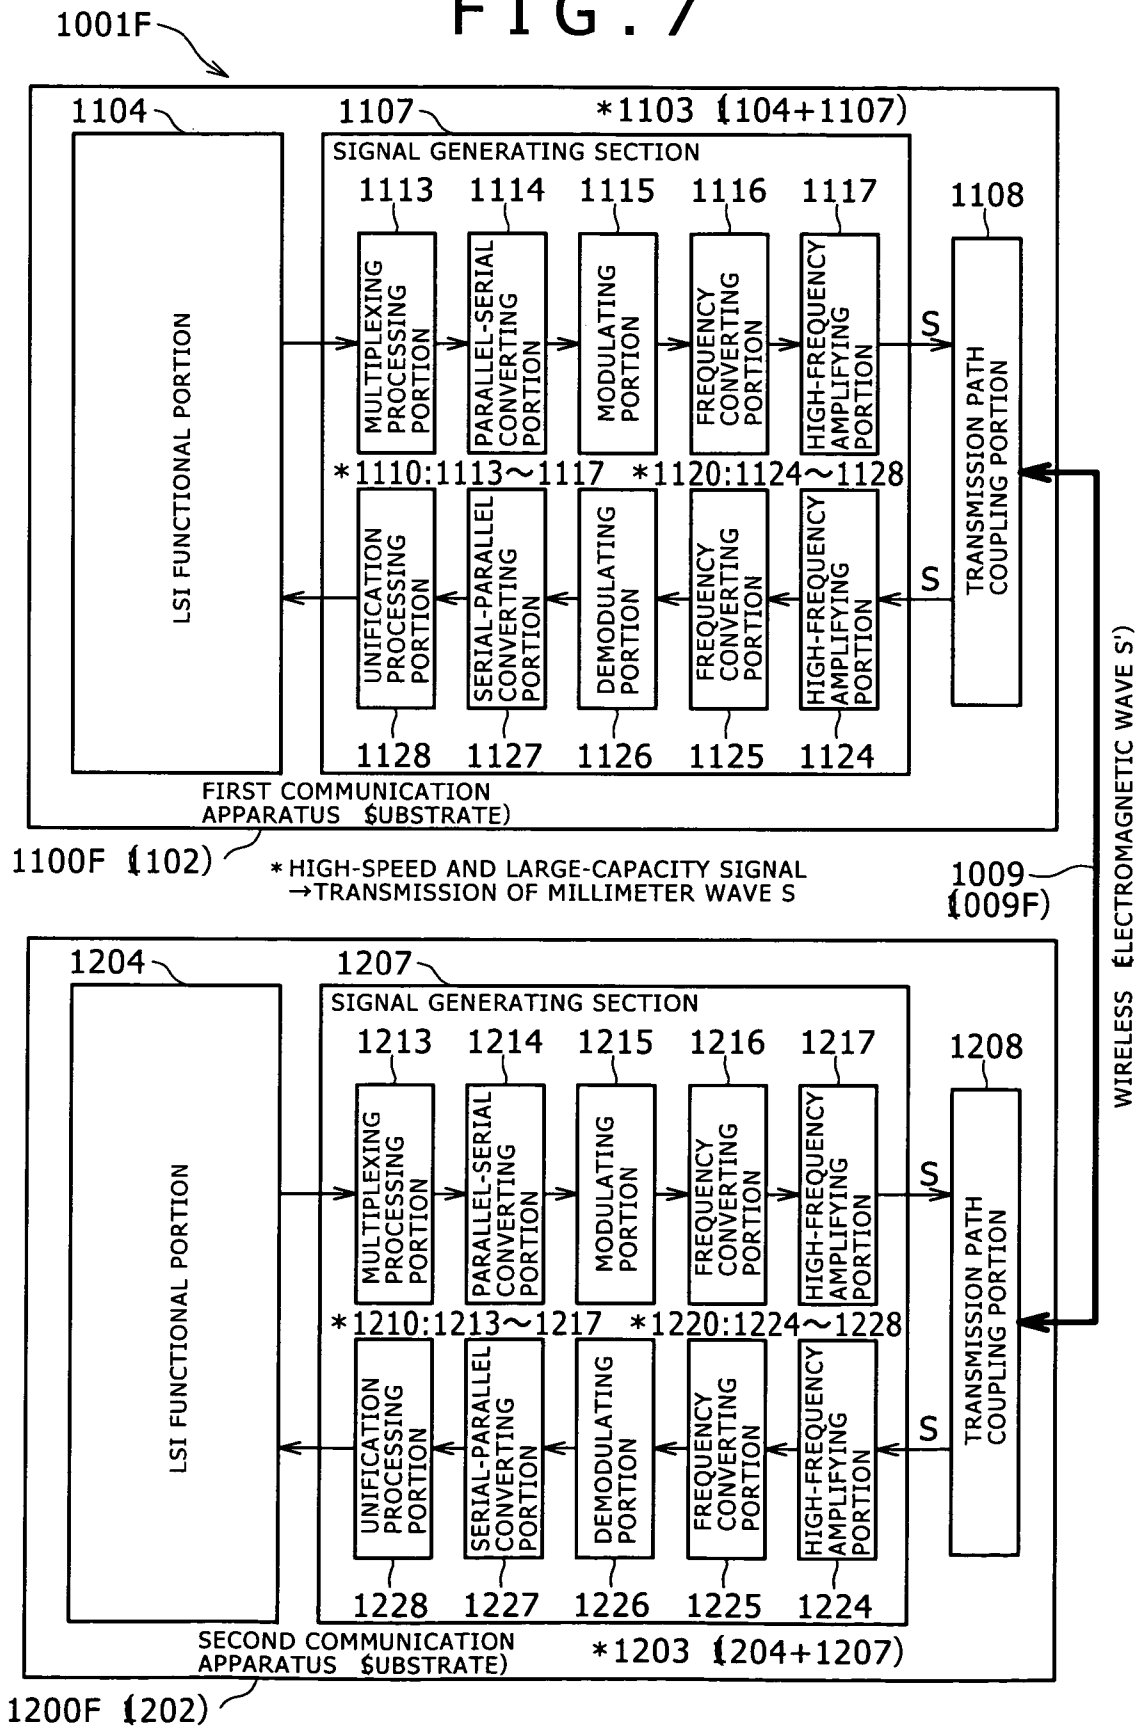 FIG. 7
1001F
1104
1107
*1103 (1104+1107)
SIGNAL GENERATING SECTION
1113
1114
1115
1116
1117
1108
LSI FUNCTIONAL PORTION
MULTIPLEXING
PROCESSING
PORTION
PARALLEL-SERIAL
CONVERTING
PORTION
MODULATING
PORTION
FREQUENCY
CONVERTING
PORTION
HIGH-FREQUENCY
AMPLIFYING
PORTION
S
TRANSMISSION PATH
COUPLING PORTION
*1110:1113～1117
*1120:1124～1128
UNIFICATION
PROCESSING
PORTION
SERIAL-PARALLEL
CONVERTING
PORTION
DEMODULATING
PORTION
FREQUENCY
CONVERTING
PORTION
HIGH-FREQUENCY
AMPLIFYING
PORTION
S
1128
1127
1126
1125
1124
FIRST COMMUNICATION
APPARATUS (SUBSTRATE)
1100F (1102)
*HIGH-SPEED AND LARGE-CAPACITY SIGNAL
→TRANSMISSION OF MILLIMETER WAVE S
1009
(1009F)
WIRELESS (ELECTROMAGNETIC WAVE S')
1204
1207
SIGNAL GENERATING SECTION
1213
1214
1215
1216
1217
1208
LSI FUNCTIONAL PORTION
MULTIPLEXING
PROCESSING
PORTION
PARALLEL-SERIAL
CONVERTING
PORTION
MODULATING
PORTION
FREQUENCY
CONVERTING
PORTION
HIGH-FREQUENCY
AMPLIFYING
PORTION
S
TRANSMISSION PATH
COUPLING PORTION
*1210:1213～1217
*1220:1224～1228
UNIFICATION
PROCESSING
PORTION
SERIAL-PARALLEL
CONVERTING
PORTION
DEMODULATING
PORTION
FREQUENCY
CONVERTING
PORTION
HIGH-FREQUENCY
AMPLIFYING
PORTION
S
1228
1227
1226
1225
1224
SECOND COMMUNICATION
APPARATUS (SUBSTRATE)
*1203 (1204+1207)
1200F (1202)